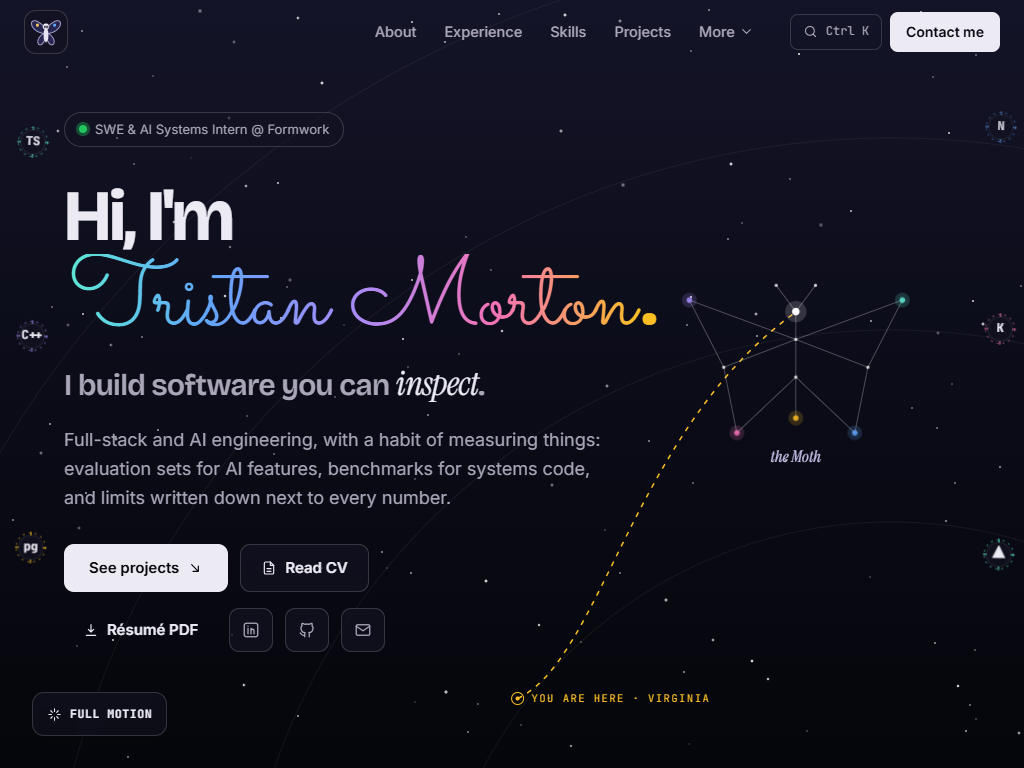 About Experience Skills Projects More Ctrl K Contact me
SWE & AI Systems Intern @ Formwork
TS
N
Hi, I'm
Tristan Morton.
C++
K
I build software you can inspect.
Full-stack and AI engineering, with a habit of measuring things:
evaluation sets for AI features, benchmarks for systems code,
and limits written down next to every number.
the Moth
pg
See projects
Read CV
Résumé PDF
in
YOU ARE HERE · VIRGINIA
FULL MOTION